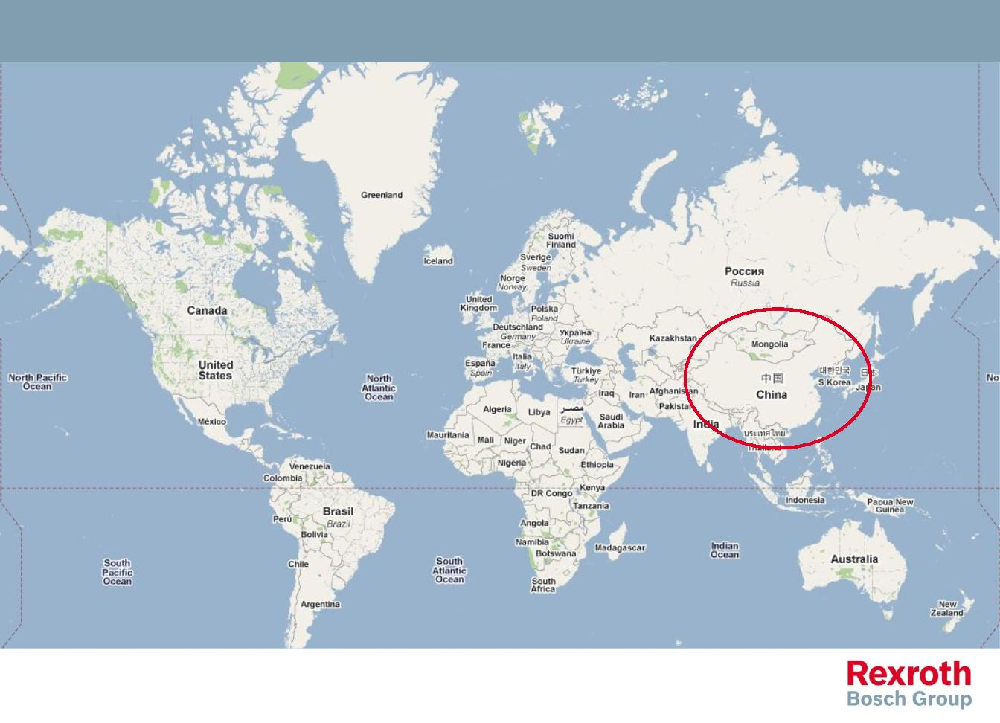 Greenland
Iceland
Suomi
Finland
Sverige
Sweden
Norge
Norway
Россия
Russia
United
Kingdom
Polska
Poland
Canada
Deutschland
Germany
Україна
Ukraine
France
Kazakhstan
Mongolia
Italia
Italy
España
Spain
United
States
Türkiye
Turkey
中国
China
대한민국
S Korea
日本
Japan
North Pacific
Ocean
North
Atlantic
Ocean
No
Iraq
Iran
Afghanistan
Pakistan
Algeria
Libya
مصر
Egypt
Saudi
Arabia
India
México
Mauritania
Mali
Niger
Chad
Sudan
ประเทศไทย
Thailand
Venezuela
Colombia
Nigeria
Ethiopia
DR Congo
Kenya
Tanzania
Indonesia
Papua New
Guinea
Brasil
Brazil
Perú
Bolivia
Angola
Namibia
Botswana
Madagascar
Indian
Ocean
Australia
South
Pacific
Ocean
Chile
South
Atlantic
Ocean
South
Africa
Argentina
New
Zealand
Rexroth
Bosch Group